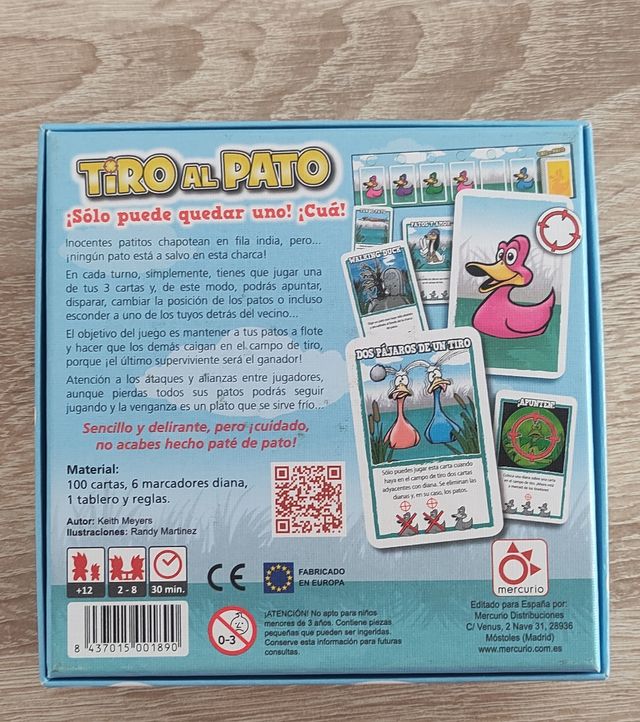 TiRO AL PATO
¡Sólo puede quedar uno! ¡Cuá!
Inocentes patitos chapotean en fila india, pero...
¡ningún pato está a salvo en esta charca!
En cada turno, simplemente, tienes que jugar una
de tus 3 cartas y, de este modo, podrás apuntar,
disparar, cambiar la posición de los patos o incluso
esconder a uno de los tuyos detrás del vecino...
El objetivo del juego es mantener a tus patos a flote
y hacer que los demás caigan en el campo de tiro,
porque ¡el último superviviente será el ganador!
Atención a los ataques y alianzas entre jugadores,
aunque pierdas todos sus patos podrás seguir
jugando y la venganza es un plato que se sirve frío...
Sencillo y delirante, pero ¡cuidado,
no acabes hecho paté de pato!
Material:
100 cartas, 6 marcadores diana,
1 tablero y reglas.
Autor: Keith Meyers
Ilustraciones: Randy Martinez
+12
2 - 8
30 min.
CE
FABRICADO
EN EUROPA
8 437015 001890
0-3
¡ATENCIÓN! No apto para niños
menores de 3 años. Contiene piezas
pequeñas que pueden ser ingeridas.
Conserve esta información para futuras
consultas.
WALKING DUCK
DOS PÁJAROS DE UN TIRO
Sólo puedes jugar esta carta cuando
haya en el campo de tiro dos cartas
adyacentes con diana. Se eliminan las
dianas y, en su caso, los patos.
¡APUNTEN!
mercurio
Editado para España por:
Mercurio Distribuciones
C/ Venus, 2 Nave 31, 28936
Móstoles (Madrid)
www.mercurio.com.es